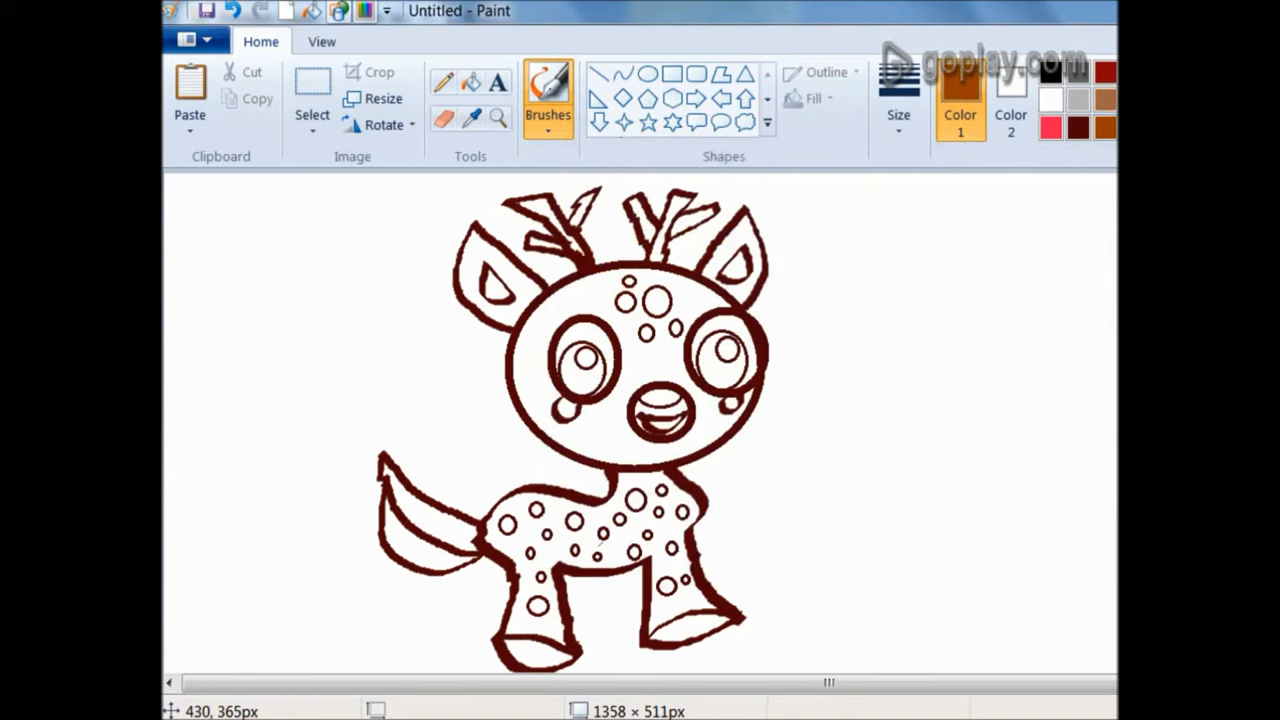 Untitled - Paint
goplay.com
Home
View
Paste
Cut
Copy
Clipboard
Select
Crop
Resize
Rotate
Image
A
Tools
Brushes
Shapes
Outline
Fill
Size
Color
1
Color
2
430, 365px
1358 × 511px